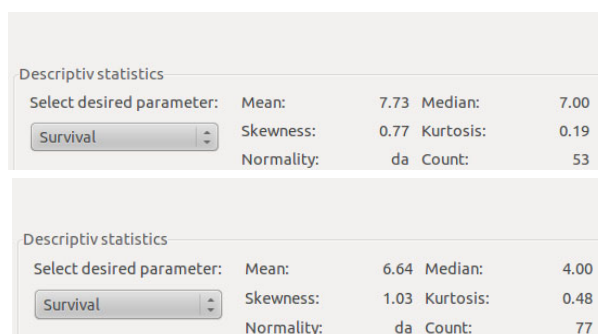 Descriptiv statistics
Select desired parameter: Mean: 7.73 Median: 7.00
Survival Skewness: 0.77 Kurtosis: 0.19
Normality: da Count: 53
Descriptiv statistics
Select desired parameter: Mean: 6.64 Median: 4.00
Survival Skewness: 1.03 Kurtosis: 0.48
Normality: da Count: 77